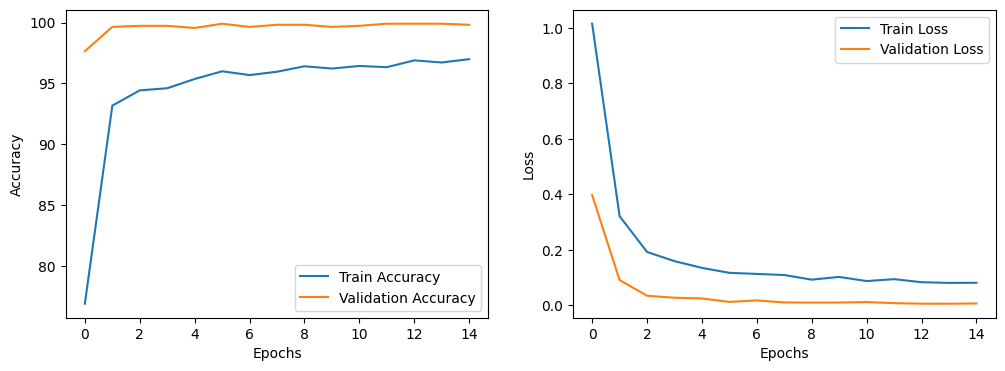 100
95
90
85
80
Accuracy
0 2 4 6 8 10 12 14
Epochs
Train Accuracy
Validation Accuracy
1.0
0.8
0.6
0.4
0.2
0.0
Loss
0 2 4 6 8 10 12 14
Epochs
Train Loss
Validation Loss